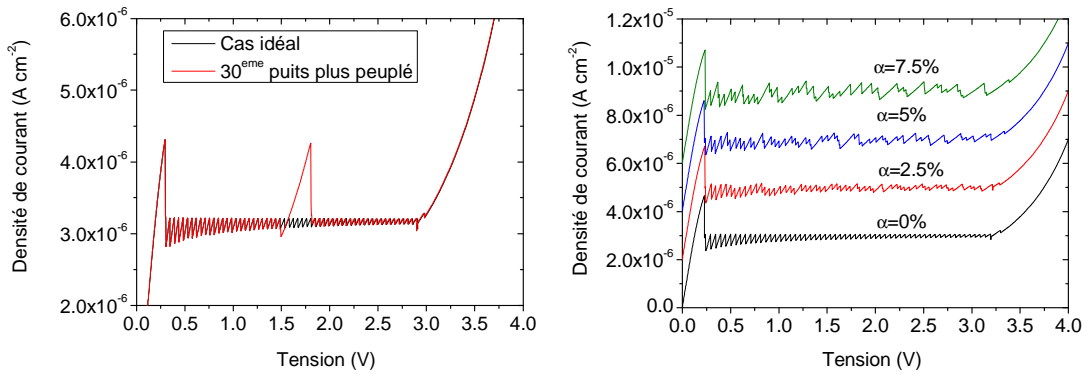 Densité de courant (A cm-2)
6.0x10-6
5.0x10-6
4.0x10-6
3.0x10-6
2.0x10-6
Cas idéal
30eme puits plus peuplé
0.0 0.5 1.0 1.5 2.0 2.5 3.0 3.5 4.0
Tension (V)
Densité de courant (A cm-2)
1.2x10-5
1.0x10-5
8.0x10-6
6.0x10-6
4.0x10-6
2.0x10-6
0.0
α=7.5%
α=5%
α=2.5%
α=0%
0.0 0.5 1.0 1.5 2.0 2.5 3.0 3.5 4.0
Tension (V)